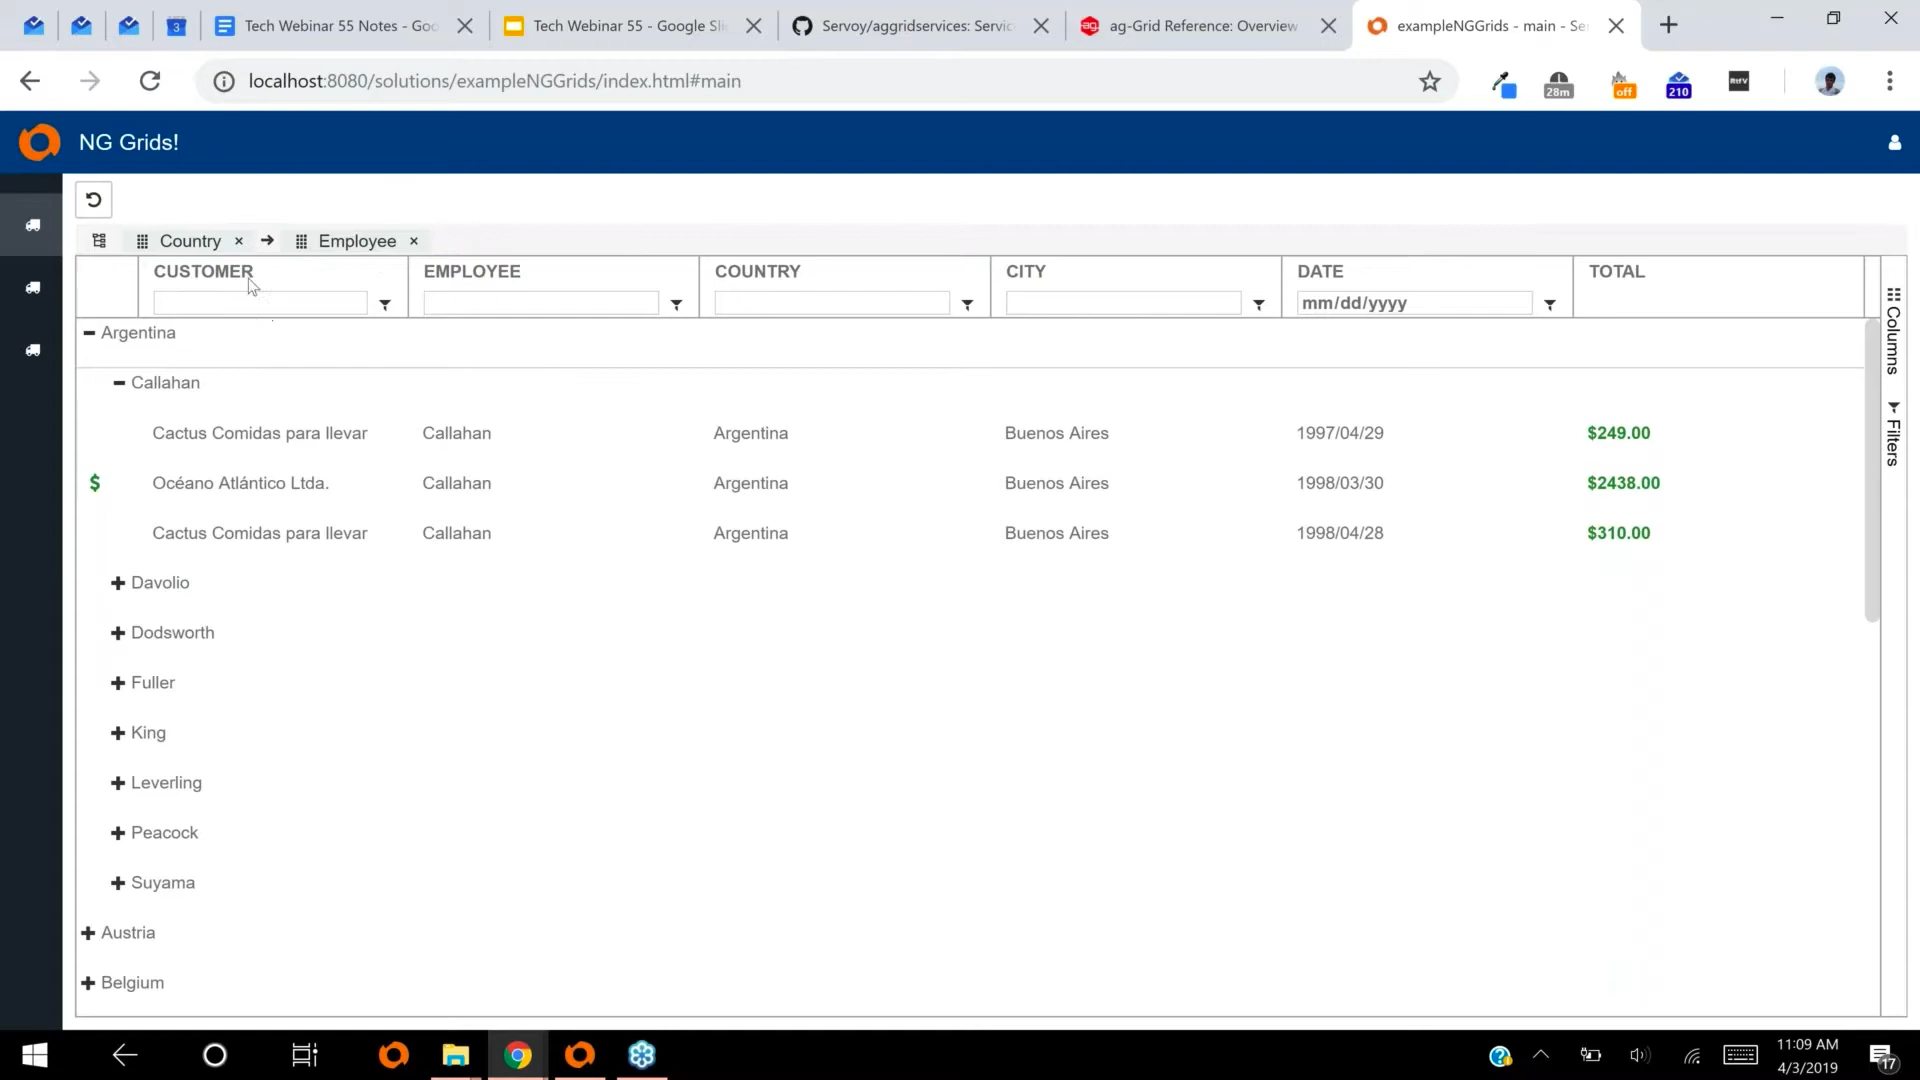 Tech Webinar 55 Notes - Goo
Tech Webinar 55 - Google Sli
Servoy/aggridservices: Servic
ag-Grid Reference: Overview
exampleNGGrids - main - Se
localhost:8080/solutions/exampleNGGrids/index.html#main
28m
off
210
NG Grids!
Country × → Employee ×
CUSTOMER EMPLOYEE COUNTRY CITY DATE TOTAL
mm/dd/yyyy
Columns
Filters
Argentina
Callahan
Cactus Comidas para llevar Callahan Argentina Buenos Aires 1997/04/29 $249.00
$ Océano Atlántico Ltda. Callahan Argentina Buenos Aires 1998/03/30 $2438.00
Cactus Comidas para llevar Callahan Argentina Buenos Aires 1998/04/28 $310.00
Davolio
Dodsworth
Fuller
King
Leverling
Peacock
Suyama
Austria
Belgium
11:09 AM
4/3/2019
17